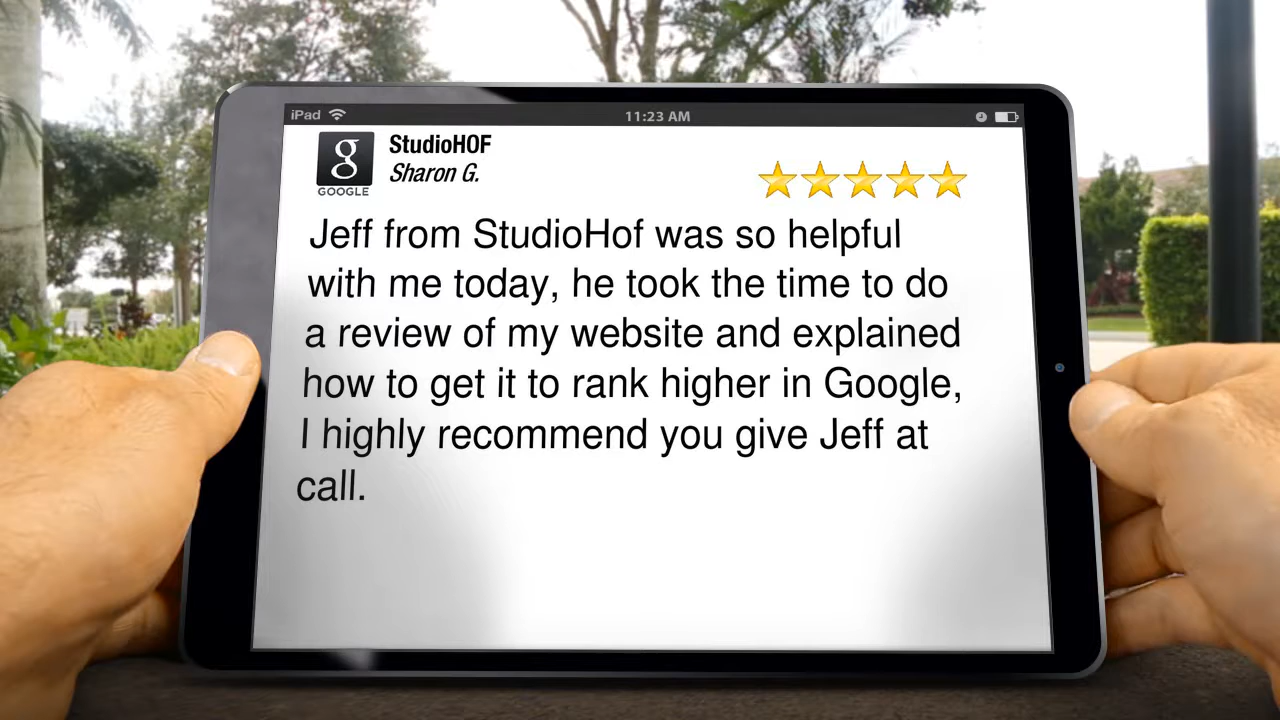 iPad 11:23 AM
g
GOOGLE
StudioHOF
Sharon G.
Jeff from StudioHof was so helpful
with me today, he took the time to do
a review of my website and explained
how to get it to rank higher in Google,
I highly recommend you give Jeff at
call.